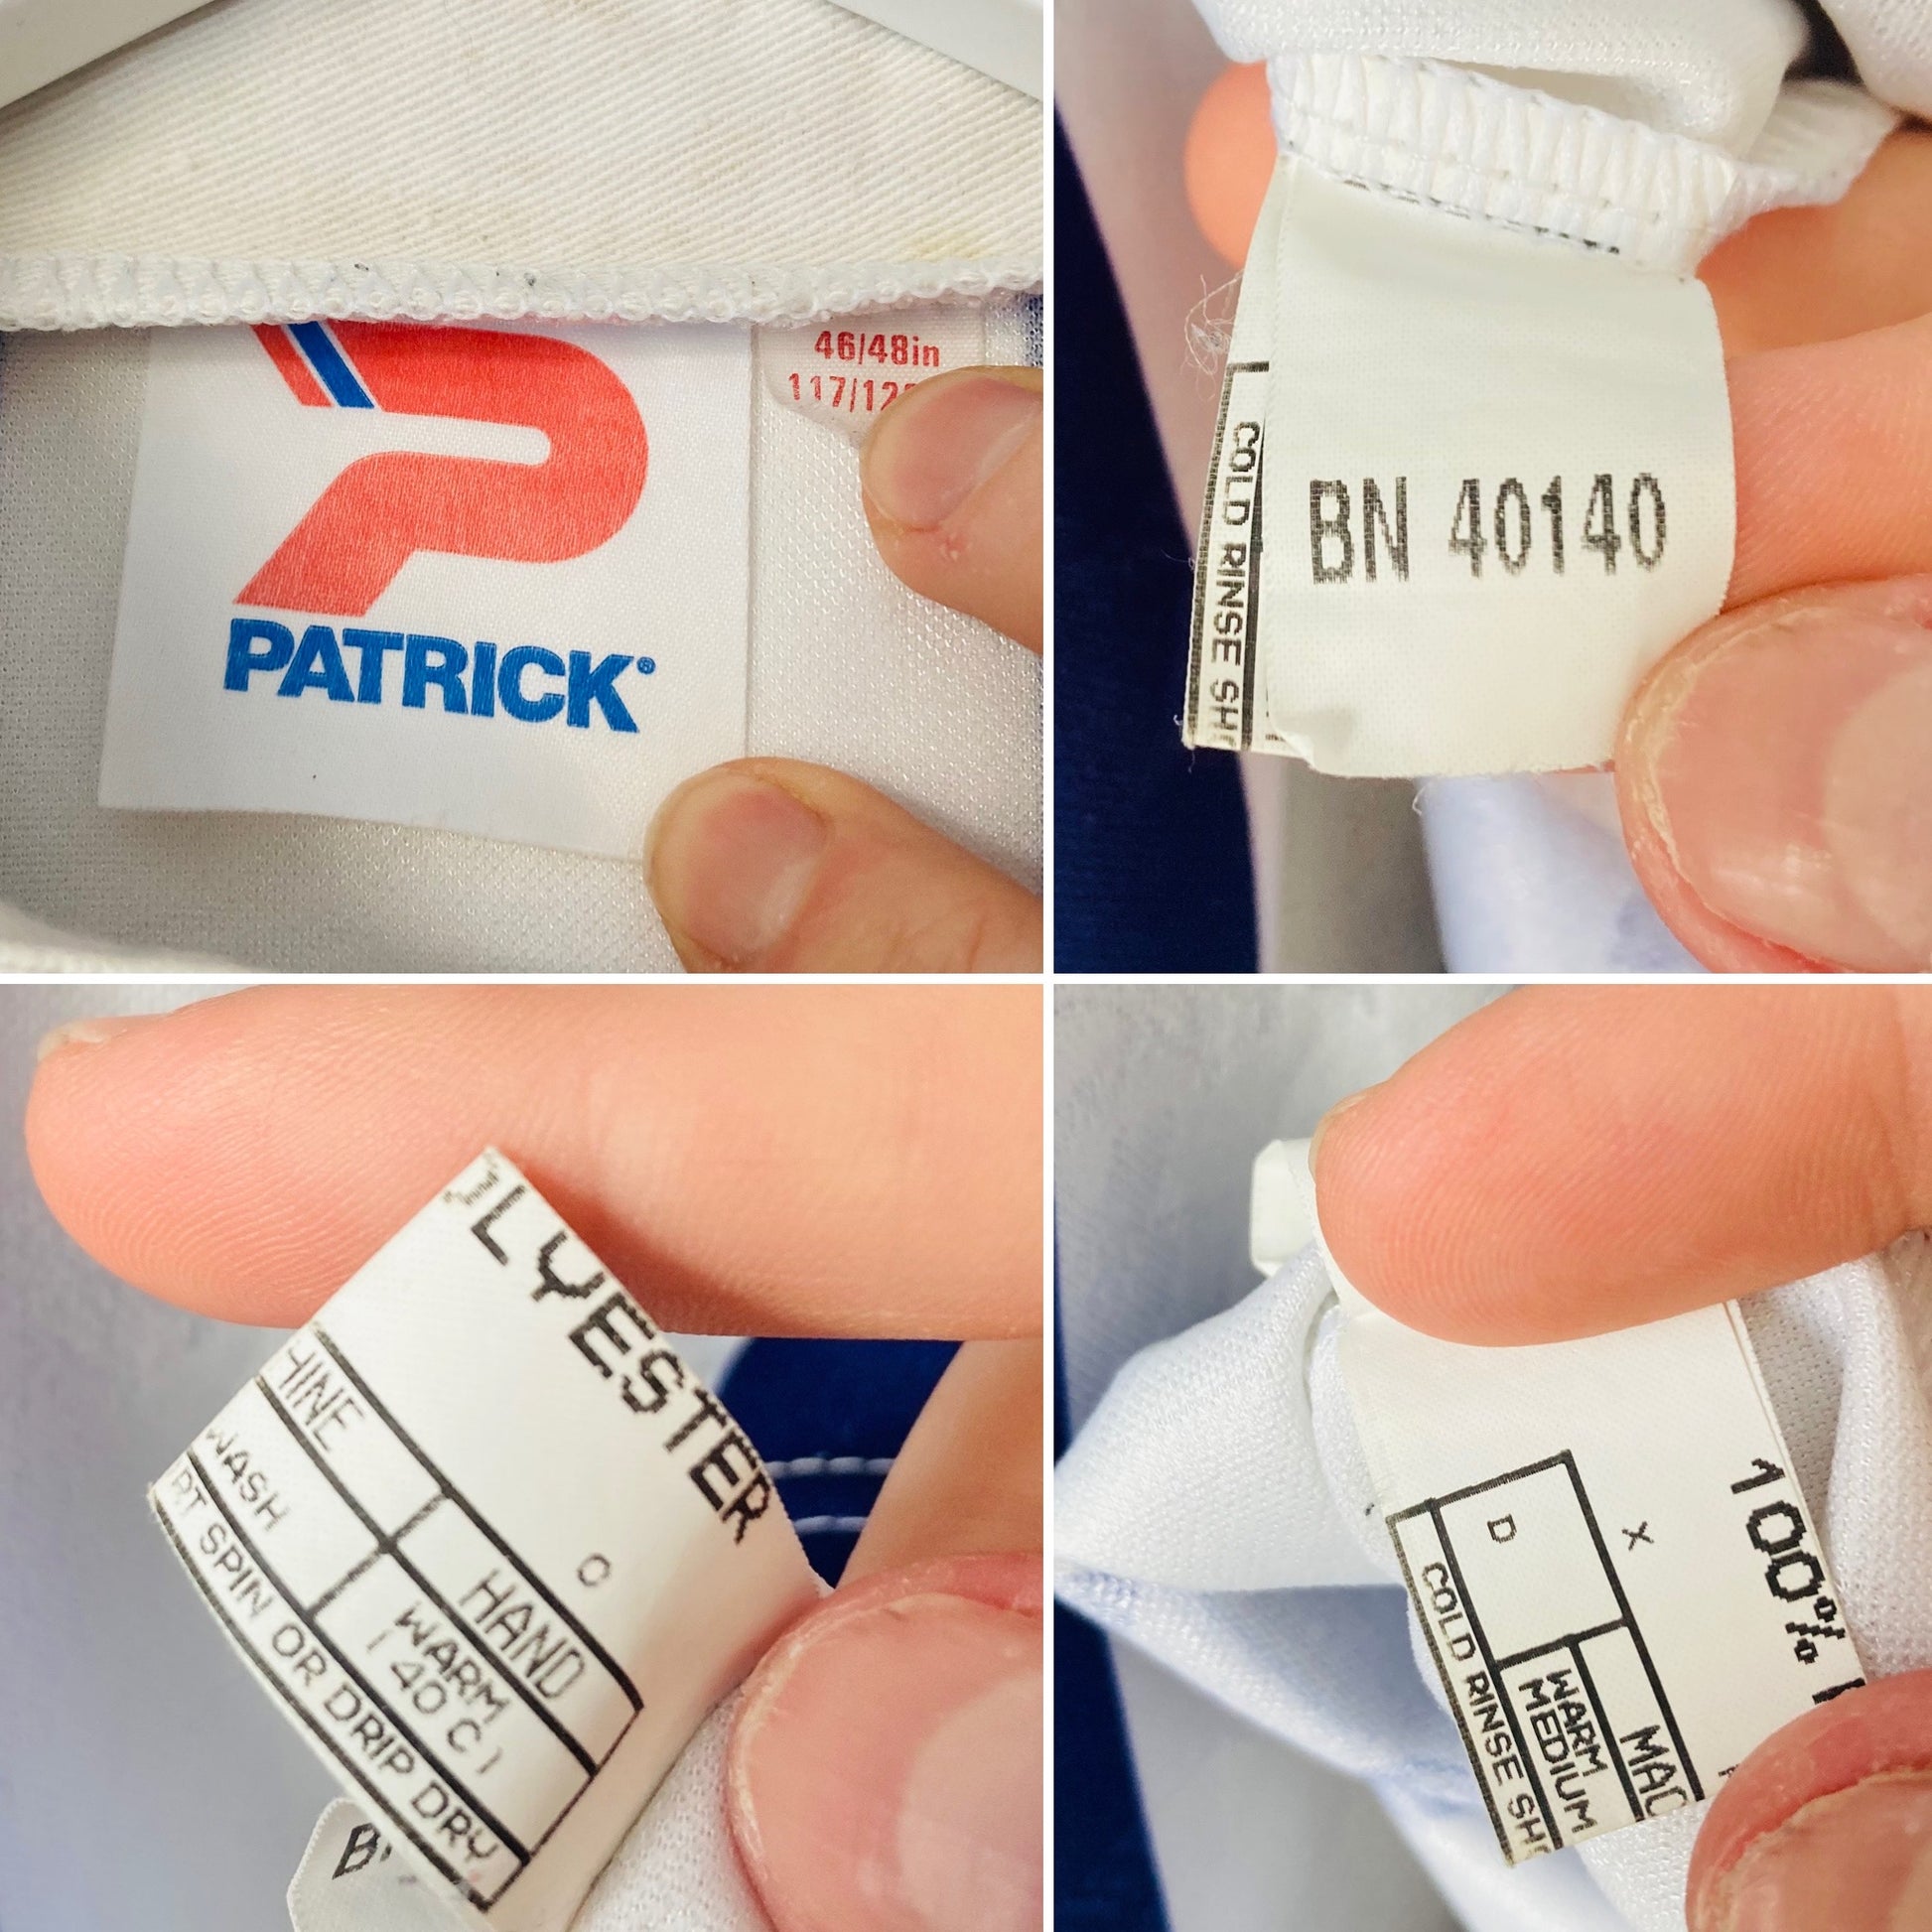 46/48in
117/12
PATRICK®
COLD RINSE SH
BN 40140
LYESTER
HINE
HAND
WASH
WARM
( 40 C )
RT SPIN OR DRIP DRY
O
100%
X
D
MAC
WARM
MEDIUM
COLD RINSE SH